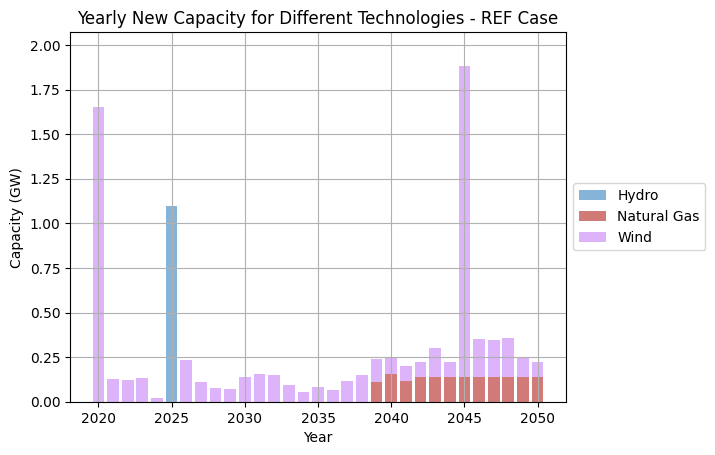 Yearly New Capacity for Different Technologies - REF Case
2.00
1.75
1.50
1.25
1.00
0.75
0.50
0.25
0.00
Capacity (GW)
2020 2025 2030 2035 2040 2045 2050
Year
Hydro
Natural Gas
Wind